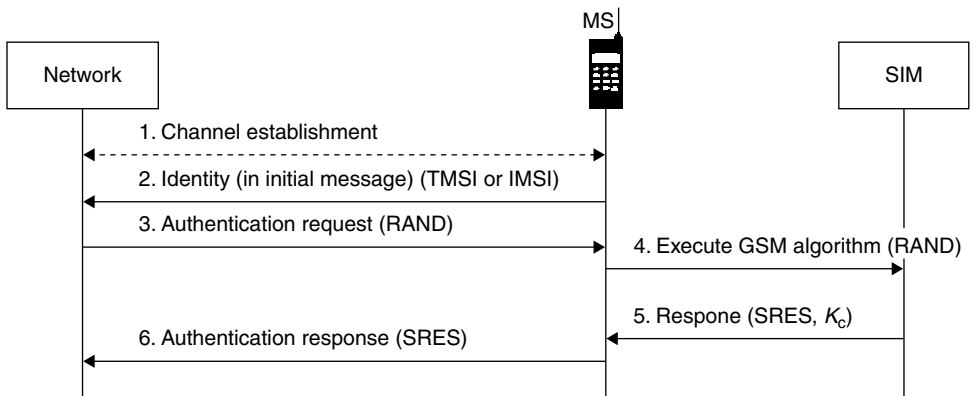 MS
Network
SIM
1. Channel establishment
2. Identity (in initial message) (TMSI or IMSI)
3. Authentication request (RAND)
4. Execute GSM algorithm (RAND)
5. Respone (SRES, Kc)
6. Authentication response (SRES)